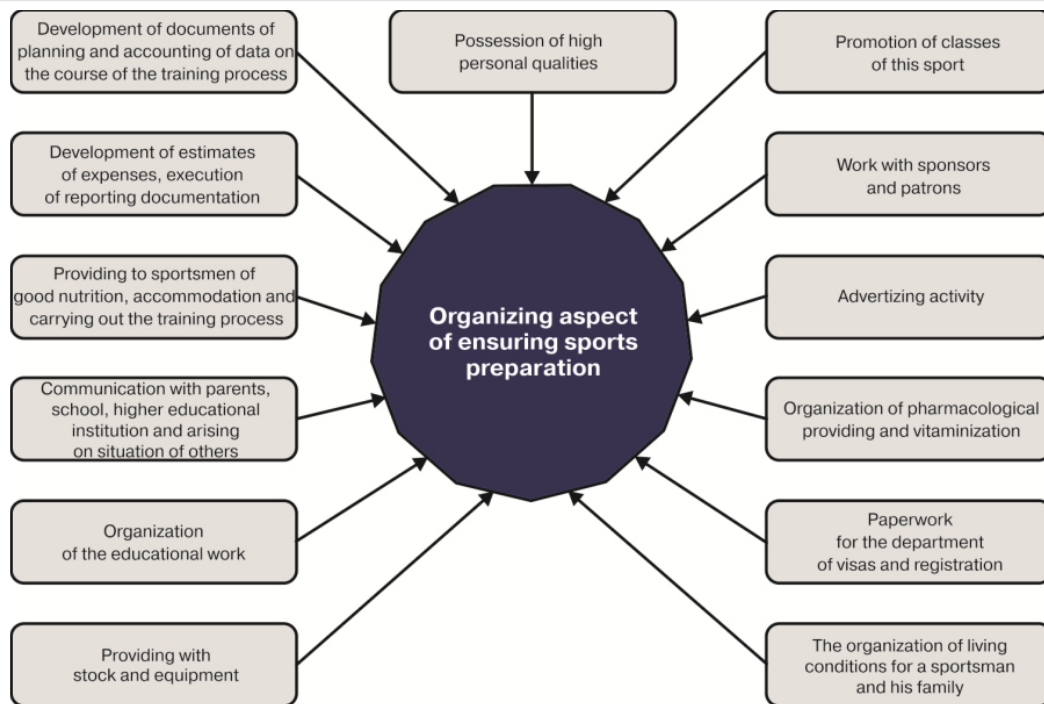 Development of documents of
planning and accounting of data on
the course of the training process
Possession of high
personal qualities
Promotion of classes
of this sport
Development of estimates
of expenses, execution
of reporting documentation
Work with sponsors
and patrons
Providing to sportsmen of
good nutrition, accommodation and
carrying out the training process
Organizing aspect
of ensuring sports
preparation
Advertizing activity
Communication with parents,
school, higher educational
institution and arising
on situation of others
Organization of pharmacological
providing and vitaminization
Organization
of the educational work
Paperwork
for the department
of visas and registration
Providing with
stock and equipment
The organization of living
conditions for a sportsman
and his family